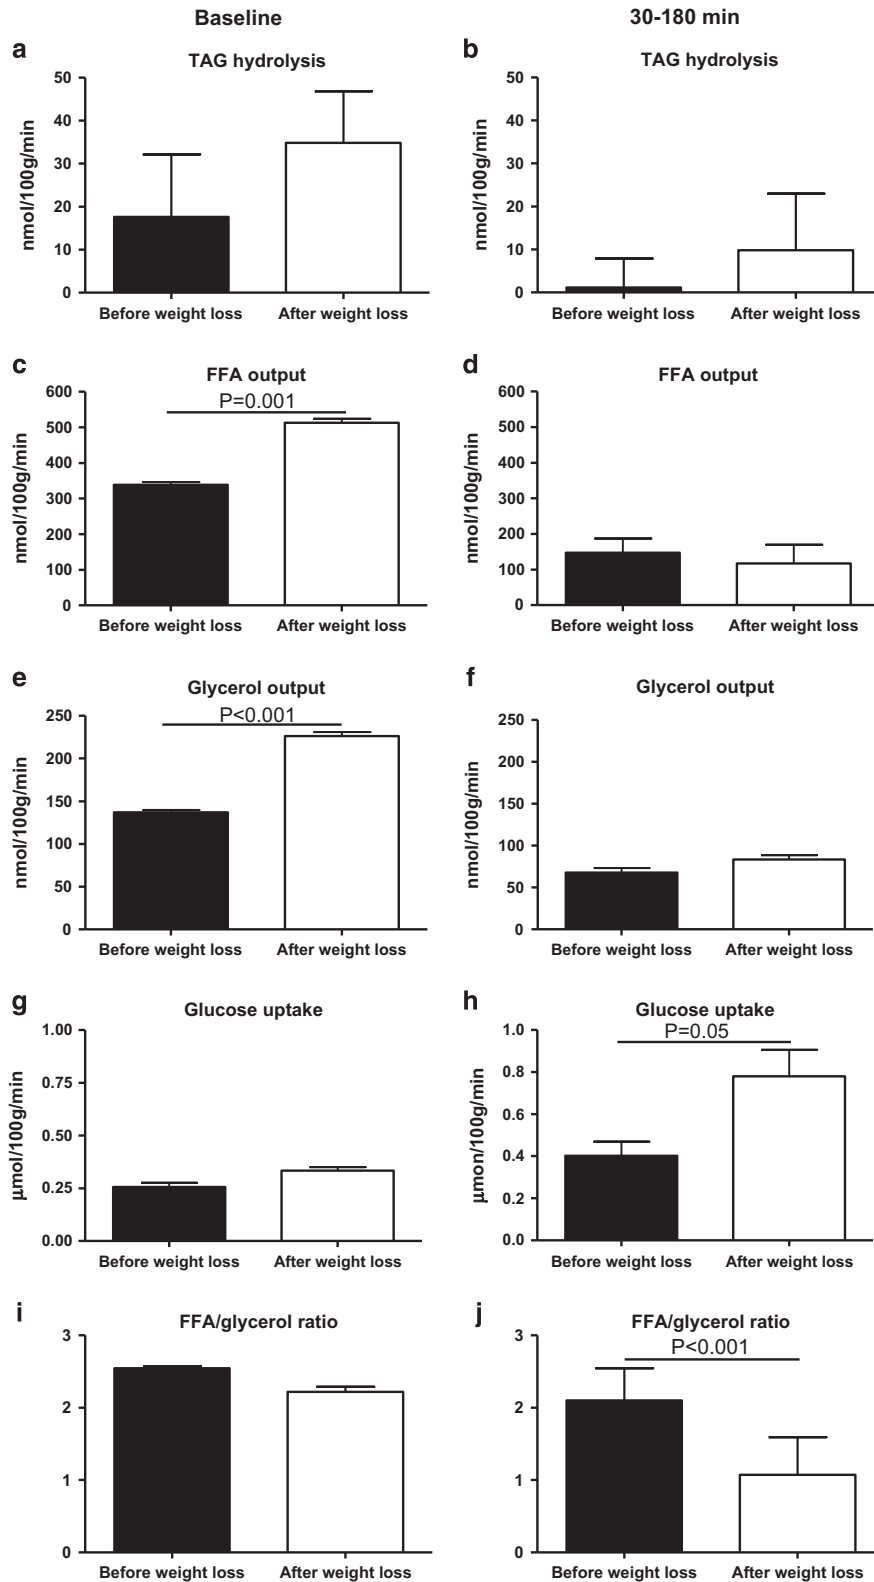 Baseline
30-180 min
a
TAG hydrolysis
nmol/100g/min
50
40
30
20
10
0
Before weight loss
After weight loss
b
TAG hydrolysis
nmol/100g/min
50
40
30
20
10
0
Before weight loss
After weight loss
c
FFA output
P=0.001
nmol/100g/min
600
500
400
300
200
100
0
Before weight loss
After weight loss
d
FFA output
nmol/100g/min
600
500
400
300
200
100
0
Before weight loss
After weight loss
e
Glycerol output
P<0.001
nmol/100g/min
250
200
150
100
50
0
Before weight loss
After weight loss
f
Glycerol output
nmol/100g/min
250
200
150
100
50
0
Before weight loss
After weight loss
g
Glucose uptake
μmol/100g/min
1.00
0.75
0.50
0.25
0.00
Before weight loss
After weight loss
h
Glucose uptake
P=0.05
μmon/100g/min
1.0
0.8
0.6
0.4
0.2
0.0
Before weight loss
After weight loss
i
FFA/glycerol ratio
3
2
1
0
Before weight loss
After weight loss
j
FFA/glycerol ratio
P<0.001
3
2
1
0
Before weight loss
After weight loss